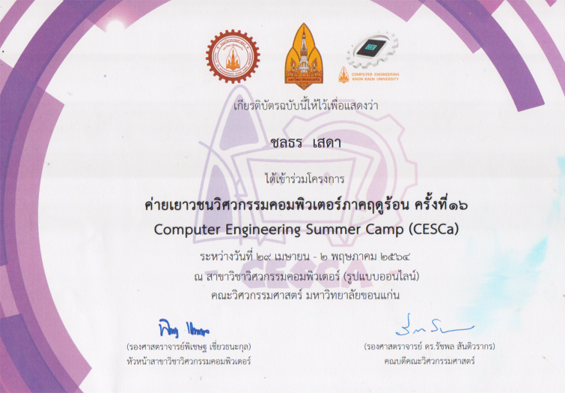 COMPUTER ENGINEERING
KHON KAEN UNIVERSITY
เกียรติบัตรฉบับนี้ให้ไว้เพื่อแสดงว่า
ชลธร เสดา
ได้เข้าร่วมโครงการ
ค่ายเยาวชนวิศวกรรมคอมพิวเตอร์ภาคฤดูร้อน ครั้งที่๑๖
Computer Engineering Summer Camp (CESCa)
ระหว่างวันที่ ๒๙ เมษายน - ๒ พฤษภาคม ๒๕๖๔
ณ สาขาวิชาวิศวกรรมคอมพิวเตอร์ (รูปแบบออนไลน์)
CESCa
คณะวิศวกรรมศาสตร์ มหาวิทยาลัยขอนแก่น
(รองศาสตราจารย์พิเชษฐ เชี่ยวธนะกุล)
หัวหน้าสาขาวิชาวิศวกรรมคอมพิวเตอร์
(รองศาสตราจารย์ ดร.รัชพล สันติวรากร)
คณบดีคณะวิศวกรรมศาสตร์